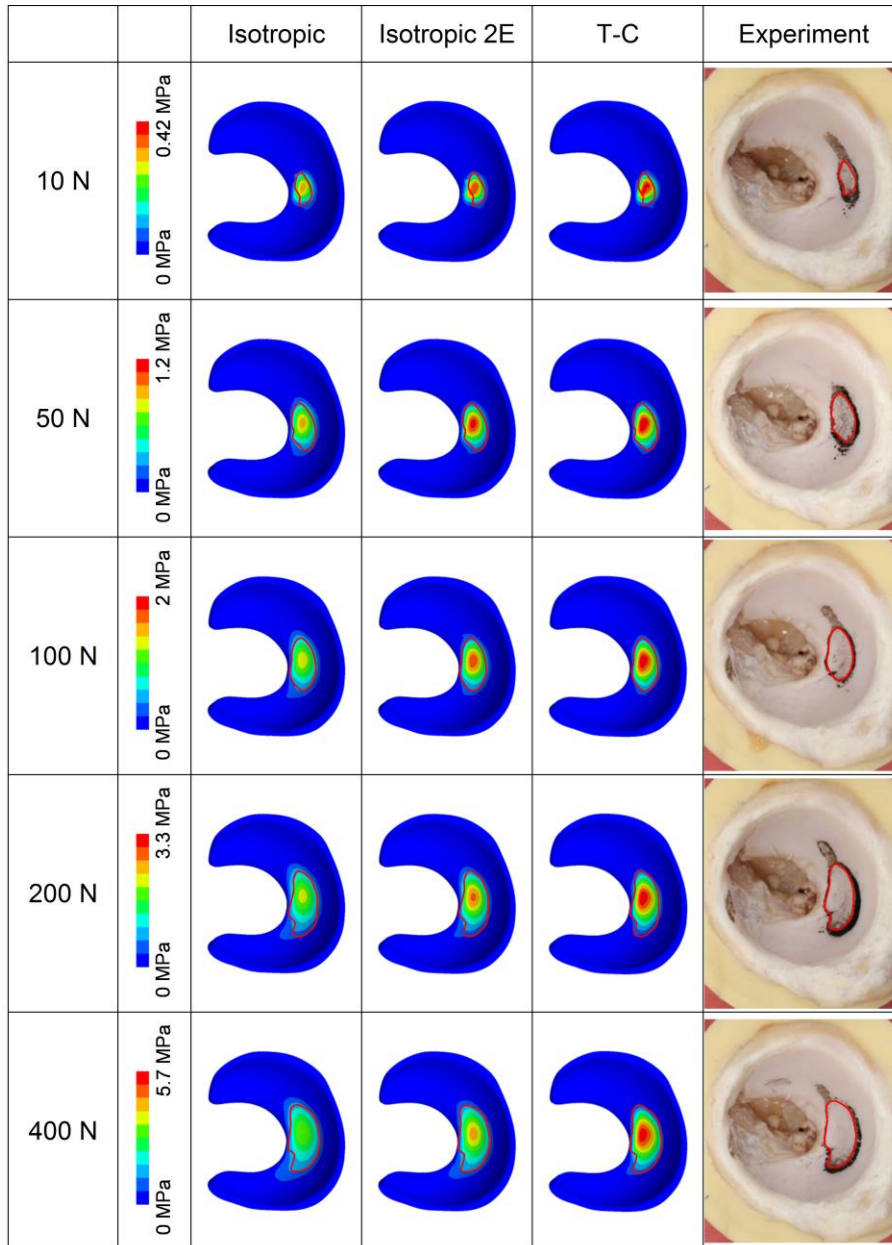 Isotropic Isotropic 2E T-C Experiment
10 N 0 MPa 0.42 MPa
50 N 0 MPa 1.2 MPa
100 N 0 MPa 2 MPa
200 N 0 MPa 3.3 MPa
400 N 0 MPa 5.7 MPa